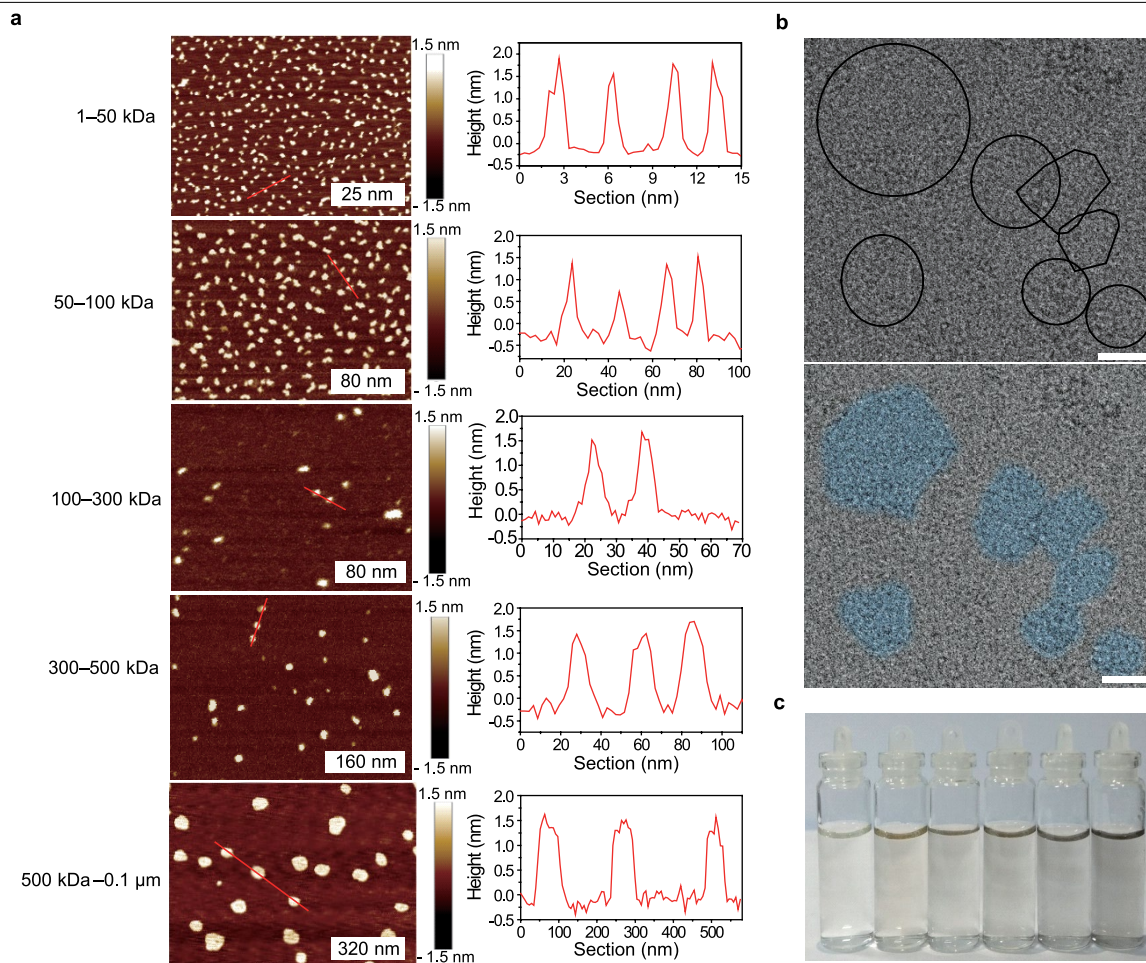 a
1–50 kDa
1.5 nm
25 nm
- 1.5 nm
Height (nm)
2.0
1.5
1.0
0.5
0.0
-0.5
0 3 6 9 12 15
Section (nm)
50–100 kDa
1.5 nm
80 nm
- 1.5 nm
Height (nm)
2.0
1.5
1.0
0.5
0.0
-0.5
0 20 40 60 80 100
Section (nm)
100–300 kDa
1.5 nm
80 nm
- 1.5 nm
Height (nm)
2.0
1.5
1.0
0.5
0.0
-0.5
0 10 20 30 40 50 60 70
Section (nm)
300–500 kDa
1.5 nm
160 nm
- 1.5 nm
Height (nm)
2.0
1.5
1.0
0.5
0.0
-0.5
0 20 40 60 80 100
Section (nm)
500 kDa–0.1 μm
1.5 nm
320 nm
- 1.5 nm
Height (nm)
2.0
1.5
1.0
0.5
0.0
-0.5
0 100 200 300 400 500
Section (nm)
b
c